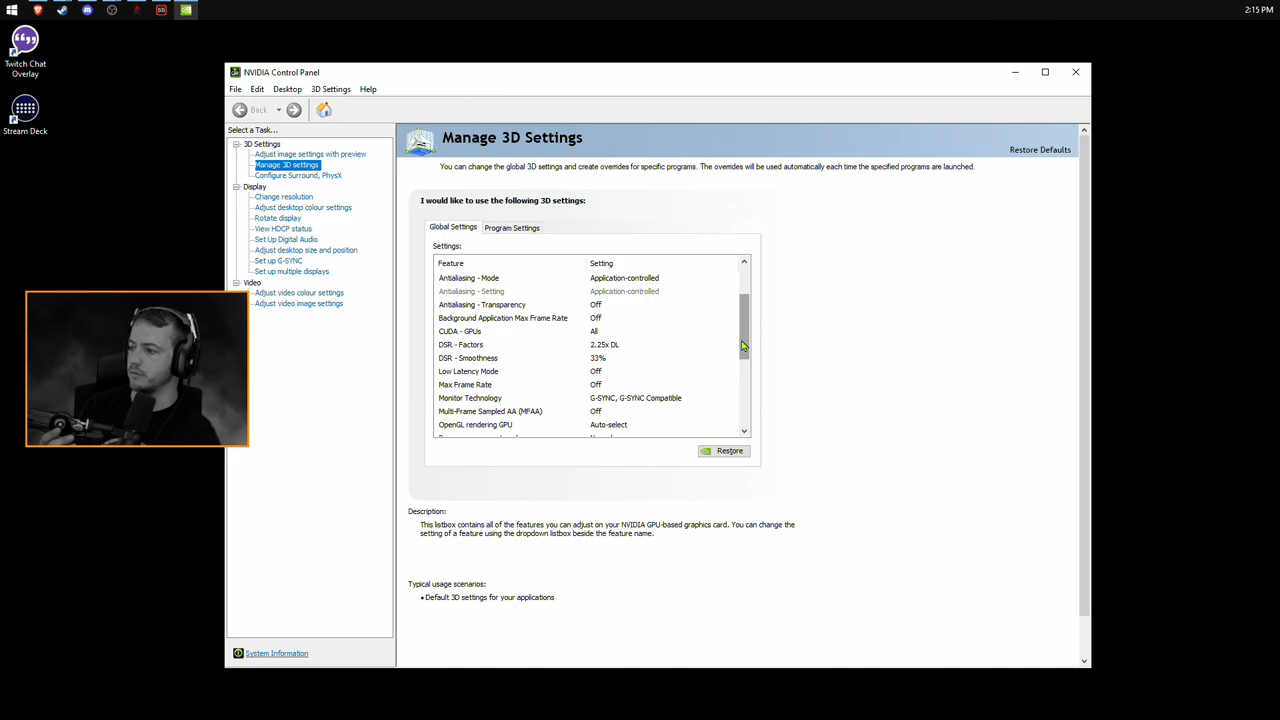 2:15 PM
Twitch Chat
Overlay
Stream Deck
NVIDIA Control Panel
File Edit Desktop 3D Settings Help
Back
Select a Task...
3D Settings
Adjust image settings with preview
Manage 3D settings
Configure Surround, PhysX
Display
Change resolution
Adjust desktop colour settings
Rotate display
View HDCP status
Set Up Digital Audio
Adjust desktop size and position
Set up G-SYNC
Set up multiple displays
Video
Adjust video colour settings
Adjust video image settings
System Information
Manage 3D Settings
Restore Defaults
You can change the global 3D settings and create overrides for specific programs. The overrides will be used automatically each time the specified programs are launched.
I would like to use the following 3D settings:
Global Settings Program Settings
Settings:
Feature Setting
Antialiasing - Mode Application-controlled
Antialiasing - Setting Application-controlled
Antialiasing - Transparency Off
Background Application Max Frame Rate Off
CUDA - GPUs All
DSR - Factors 2.25x DL
DSR - Smoothness 33%
Low Latency Mode Off
Max Frame Rate Off
Monitor Technology G-SYNC, G-SYNC Compatible
Multi-Frame Sampled AA (MFAA) Off
OpenGL rendering GPU Auto-select
Restore
Description:
This listbox contains all of the features you can adjust on your NVIDIA GPU-based graphics card. You can change the
setting of a feature using the dropdown listbox beside the feature name.
Typical usage scenarios:
• Default 3D settings for your applications